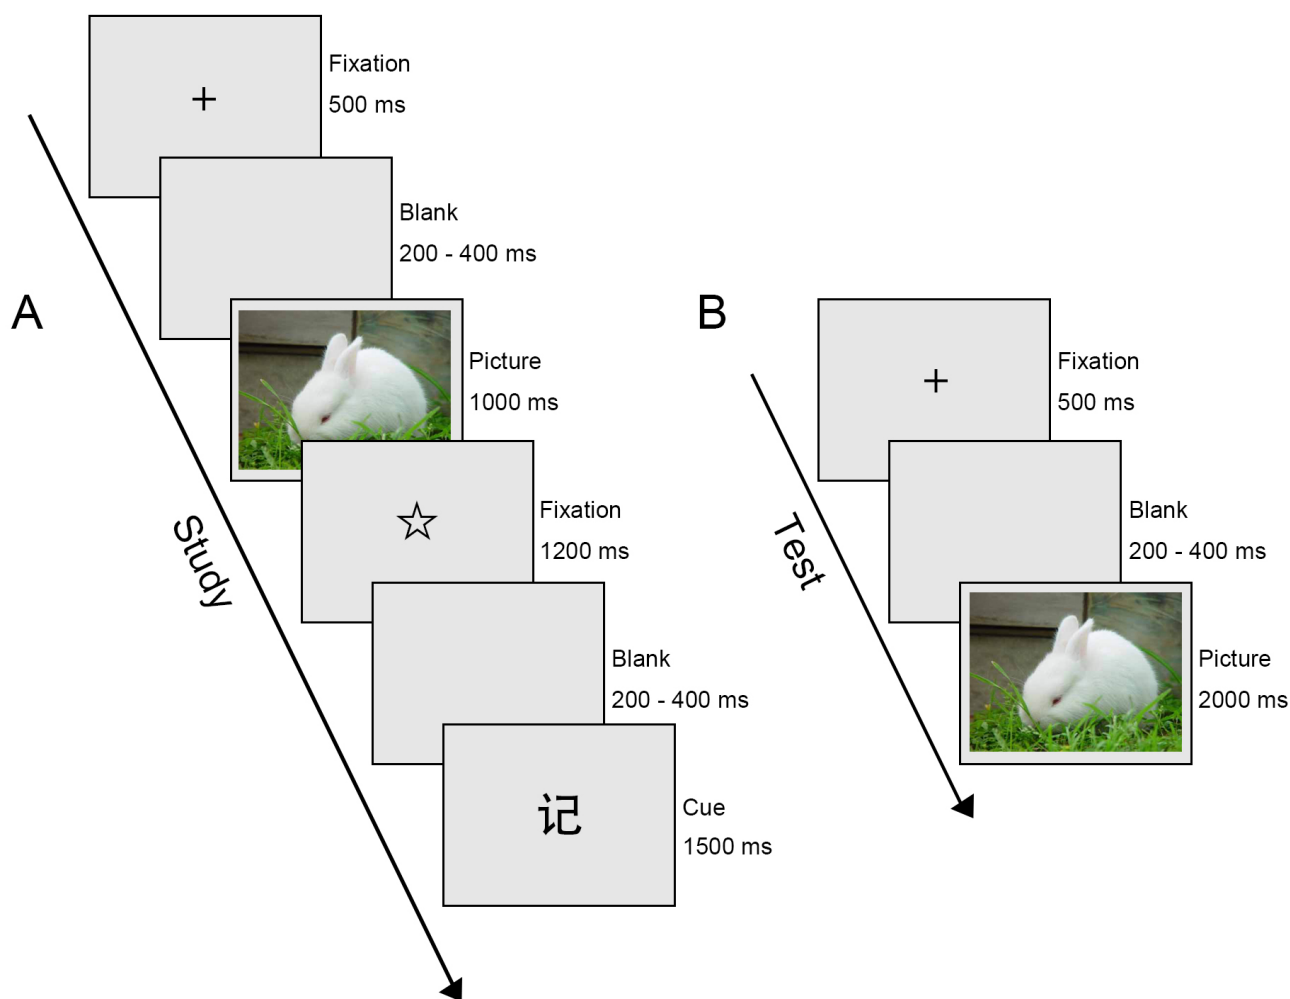 A
Fixation
500 ms
Blank
200 - 400 ms
Picture
1000 ms
Fixation
1200 ms
Blank
200 - 400 ms
记
Cue
1500 ms
Study
B
Fixation
500 ms
Blank
200 - 400 ms
Picture
2000 ms
Test